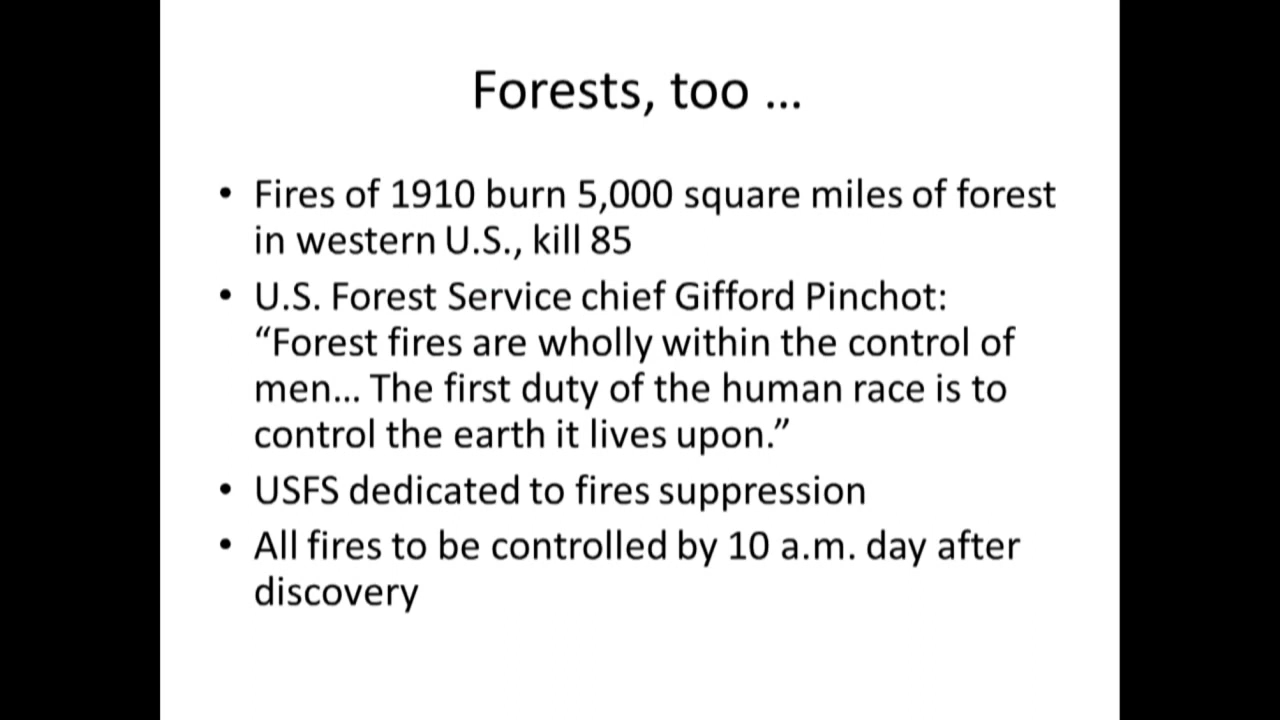 Forests, too ...
• Fires of 1910 burn 5,000 square miles of forest
in western U.S., kill 85
• U.S. Forest Service chief Gifford Pinchot:
“Forest fires are wholly within the control of
men... The first duty of the human race is to
control the earth it lives upon.”
• USFS dedicated to fires suppression
• All fires to be controlled by 10 a.m. day after
discovery